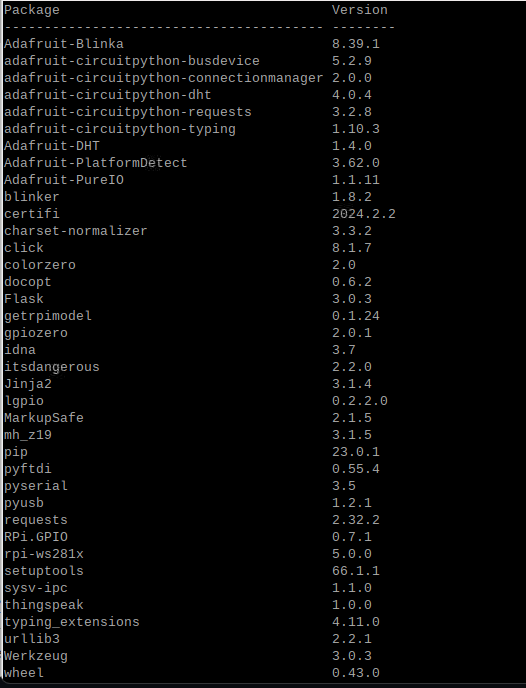 Package Version
---------------------------------------- --------
Adafruit-Blinka 8.39.1
adafruit-circuitpython-busdevice 5.2.9
adafruit-circuitpython-connectionmanager 2.0.0
adafruit-circuitpython-dht 4.0.4
adafruit-circuitpython-requests 3.2.8
adafruit-circuitpython-typing 1.10.3
Adafruit-DHT 1.4.0
Adafruit-PlatformDetect 3.62.0
Adafruit-PureIO 1.1.11
blinker 1.8.2
certifi 2024.2.2
charset-normalizer 3.3.2
click 8.1.7
colorzero 2.0
docopt 0.6.2
Flask 3.0.3
getrpimodel 0.1.24
gpiozero 2.0.1
idna 3.7
itsdangerous 2.2.0
Jinja2 3.1.4
lgpio 0.2.2.0
MarkupSafe 2.1.5
mh_z19 3.1.5
pip 23.0.1
pyftdi 0.55.4
pyserial 3.5
pyusb 1.2.1
requests 2.32.2
RPi.GPIO 0.7.1
rpi-ws281x 5.0.0
setuptools 66.1.1
sysv-ipc 1.1.0
thingspeak 1.0.0
typing_extensions 4.11.0
urllib3 2.2.1
Werkzeug 3.0.3
wheel 0.43.0